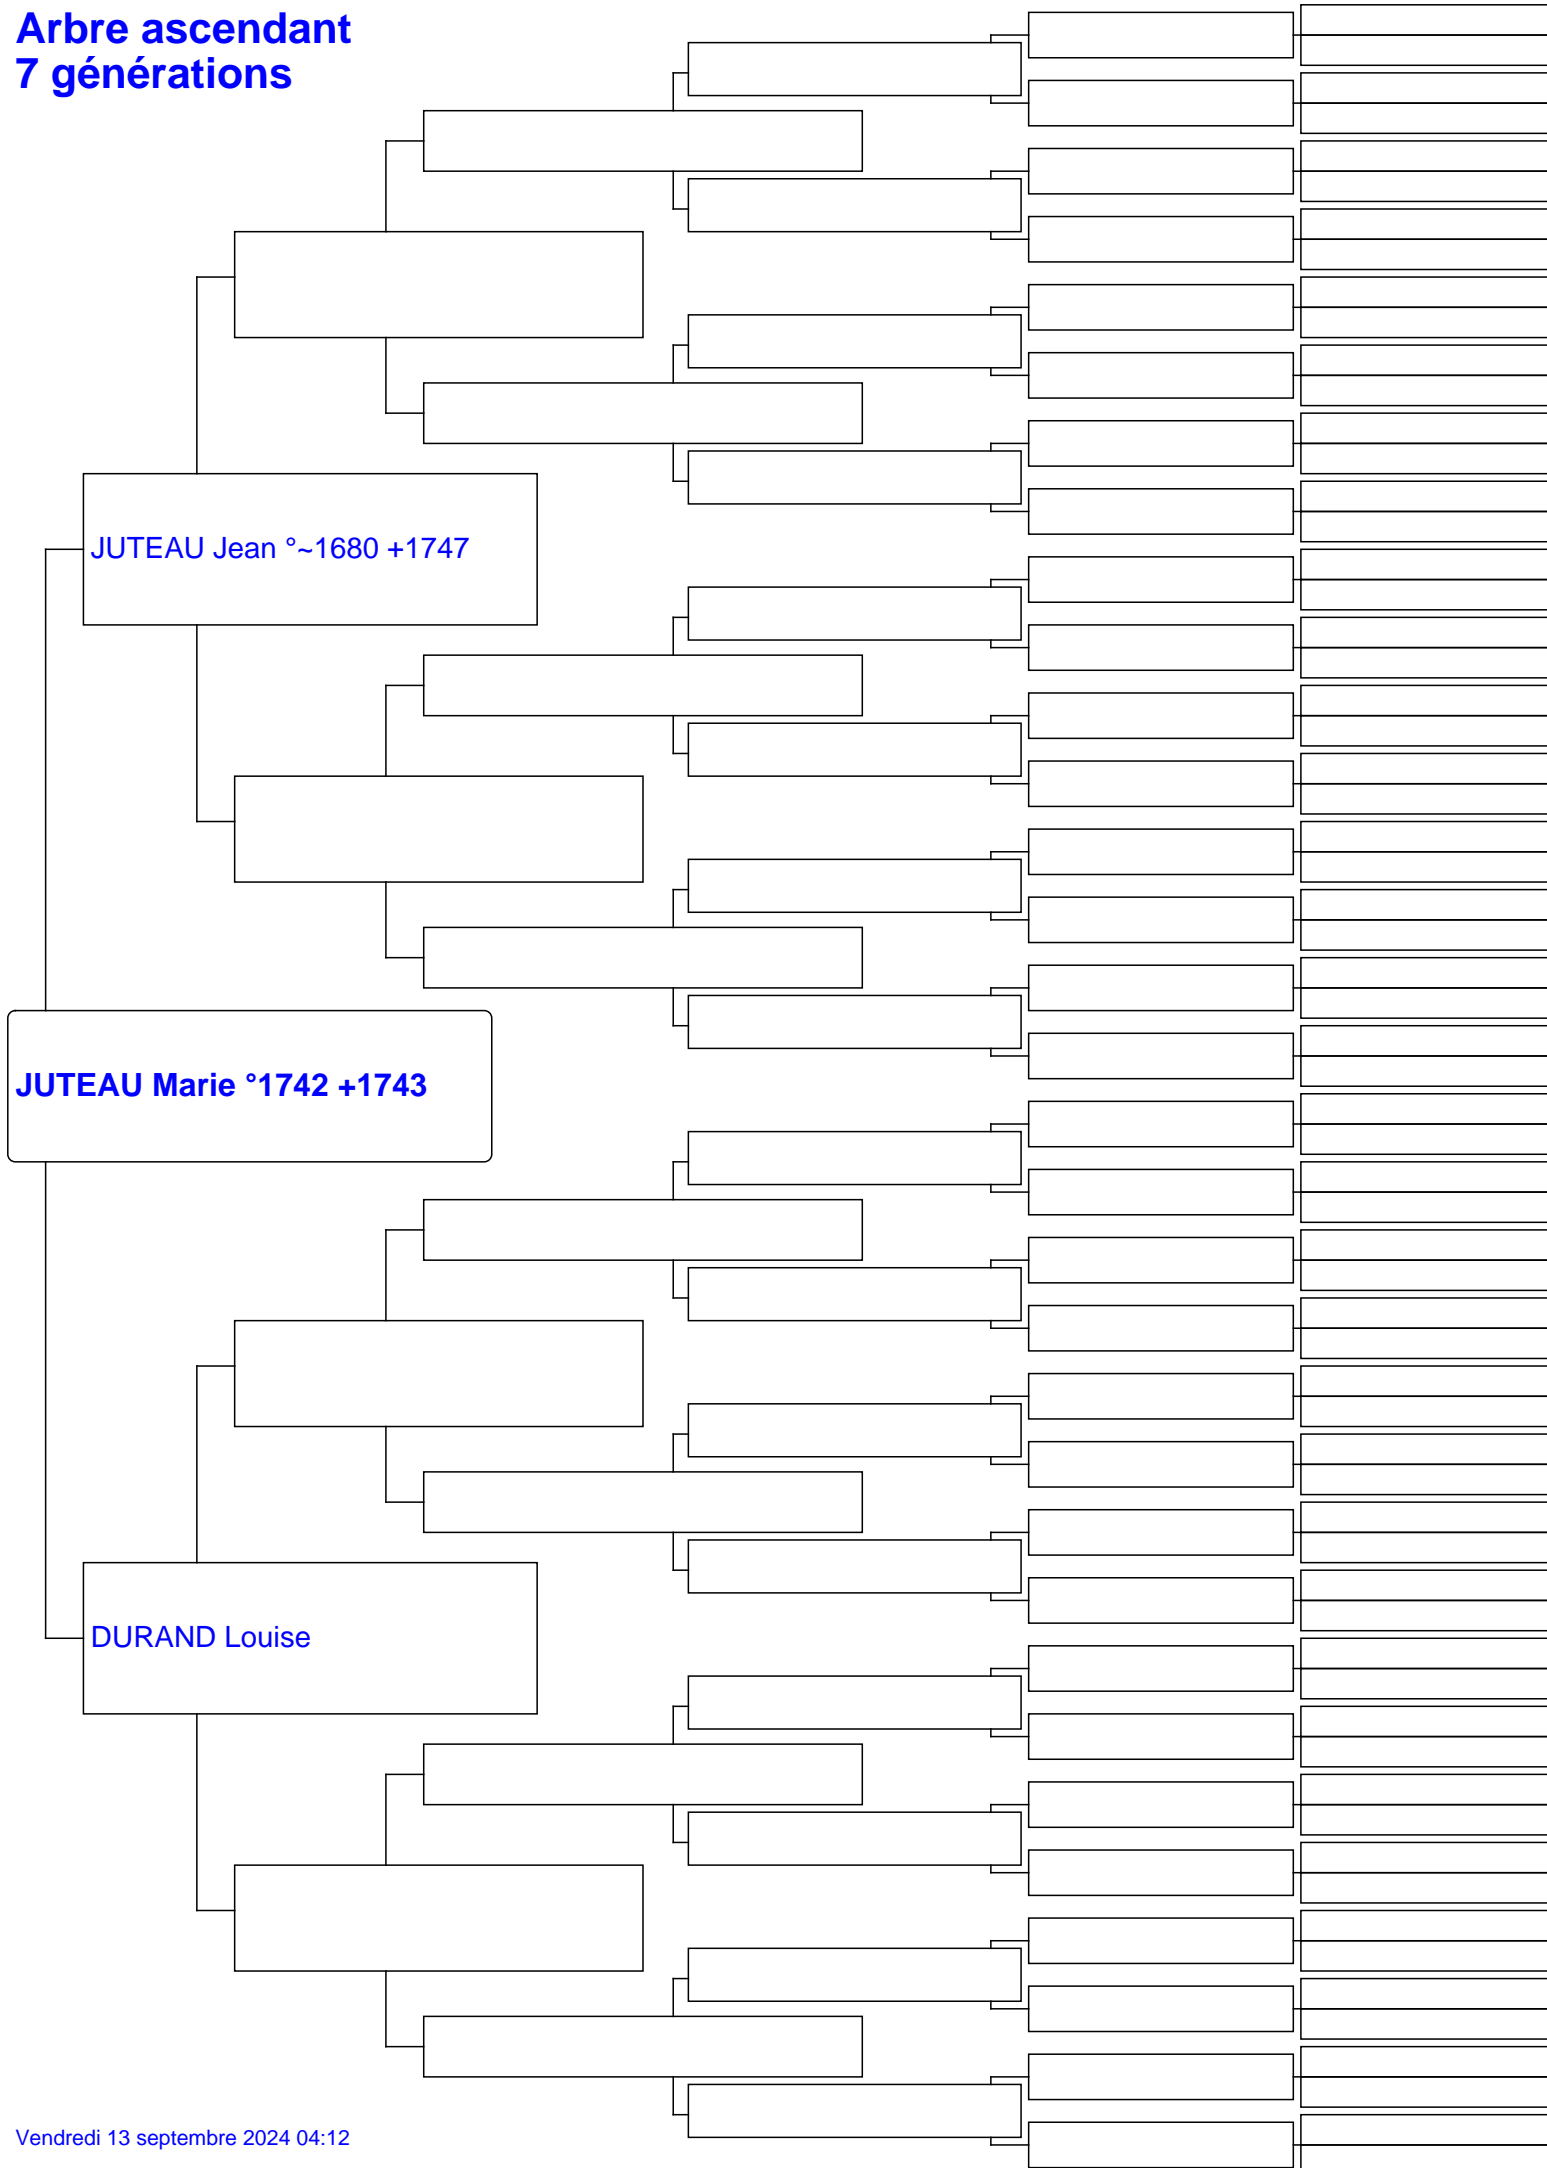 Arbre ascendant
7 générations
JUTEAU Jean °~1680 +1747
JUTEAU Marie °1742 +1743
DURAND Louise
Vendredi 13 septembre 2024 04:12